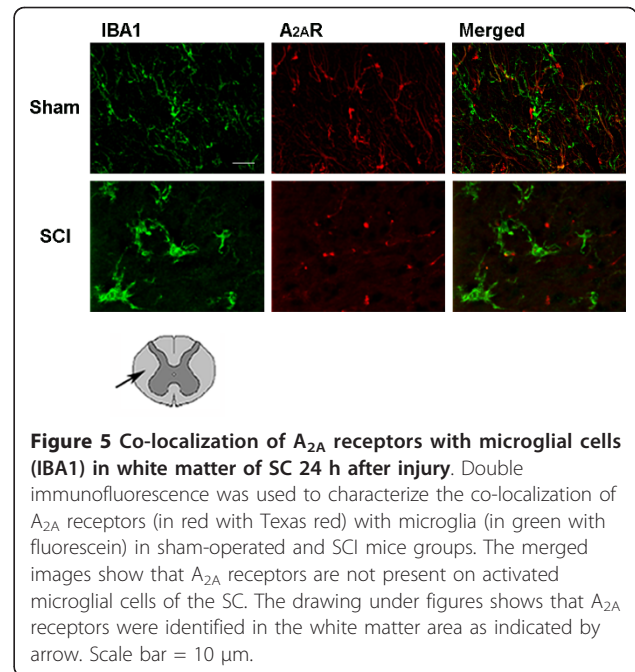 IBA1 A2AR Merged
Sham
SCI
Figure 5 Co-localization of A2A receptors with microglial cells
(IBA1) in white matter of SC 24 h after injury. Double
immunofluorescence was used to characterize the co-localization of
A2A receptors (in red with Texas red) with microglia (in green with
fluorescein) in sham-operated and SCI mice groups. The merged
images show that A2A receptors are not present on activated
microglial cells of the SC. The drawing under figures shows that A2A
receptors were identified in the white matter area as indicated by
arrow. Scale bar = 10 μm.